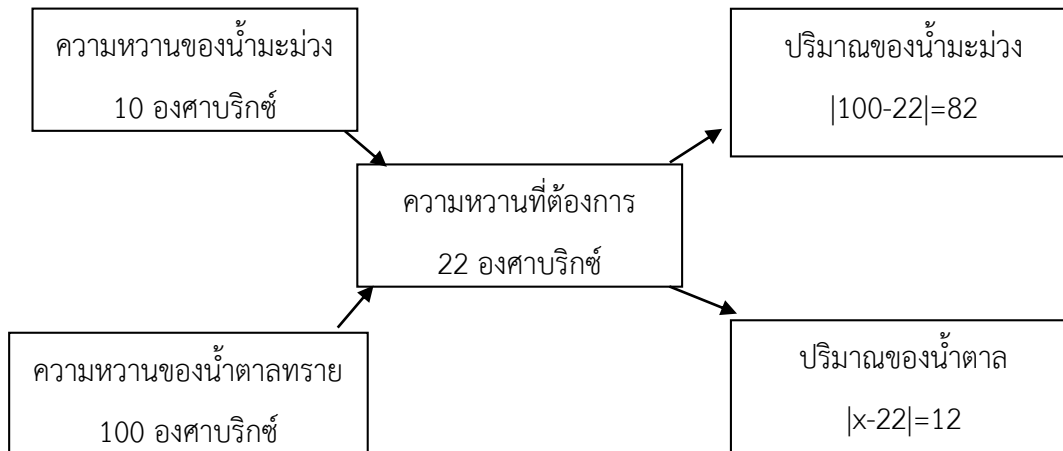 ความหวานของน้ำมะม่วง
10 องศาบริกซ์
ปริมาณของน้ำมะม่วง
|100-22|=82
ความหวานที่ต้องการ
22 องศาบริกซ์
ความหวานของน้ำตาลทราย
100 องศาบริกซ์
ปริมาณของน้ำตาล
|x-22|=12